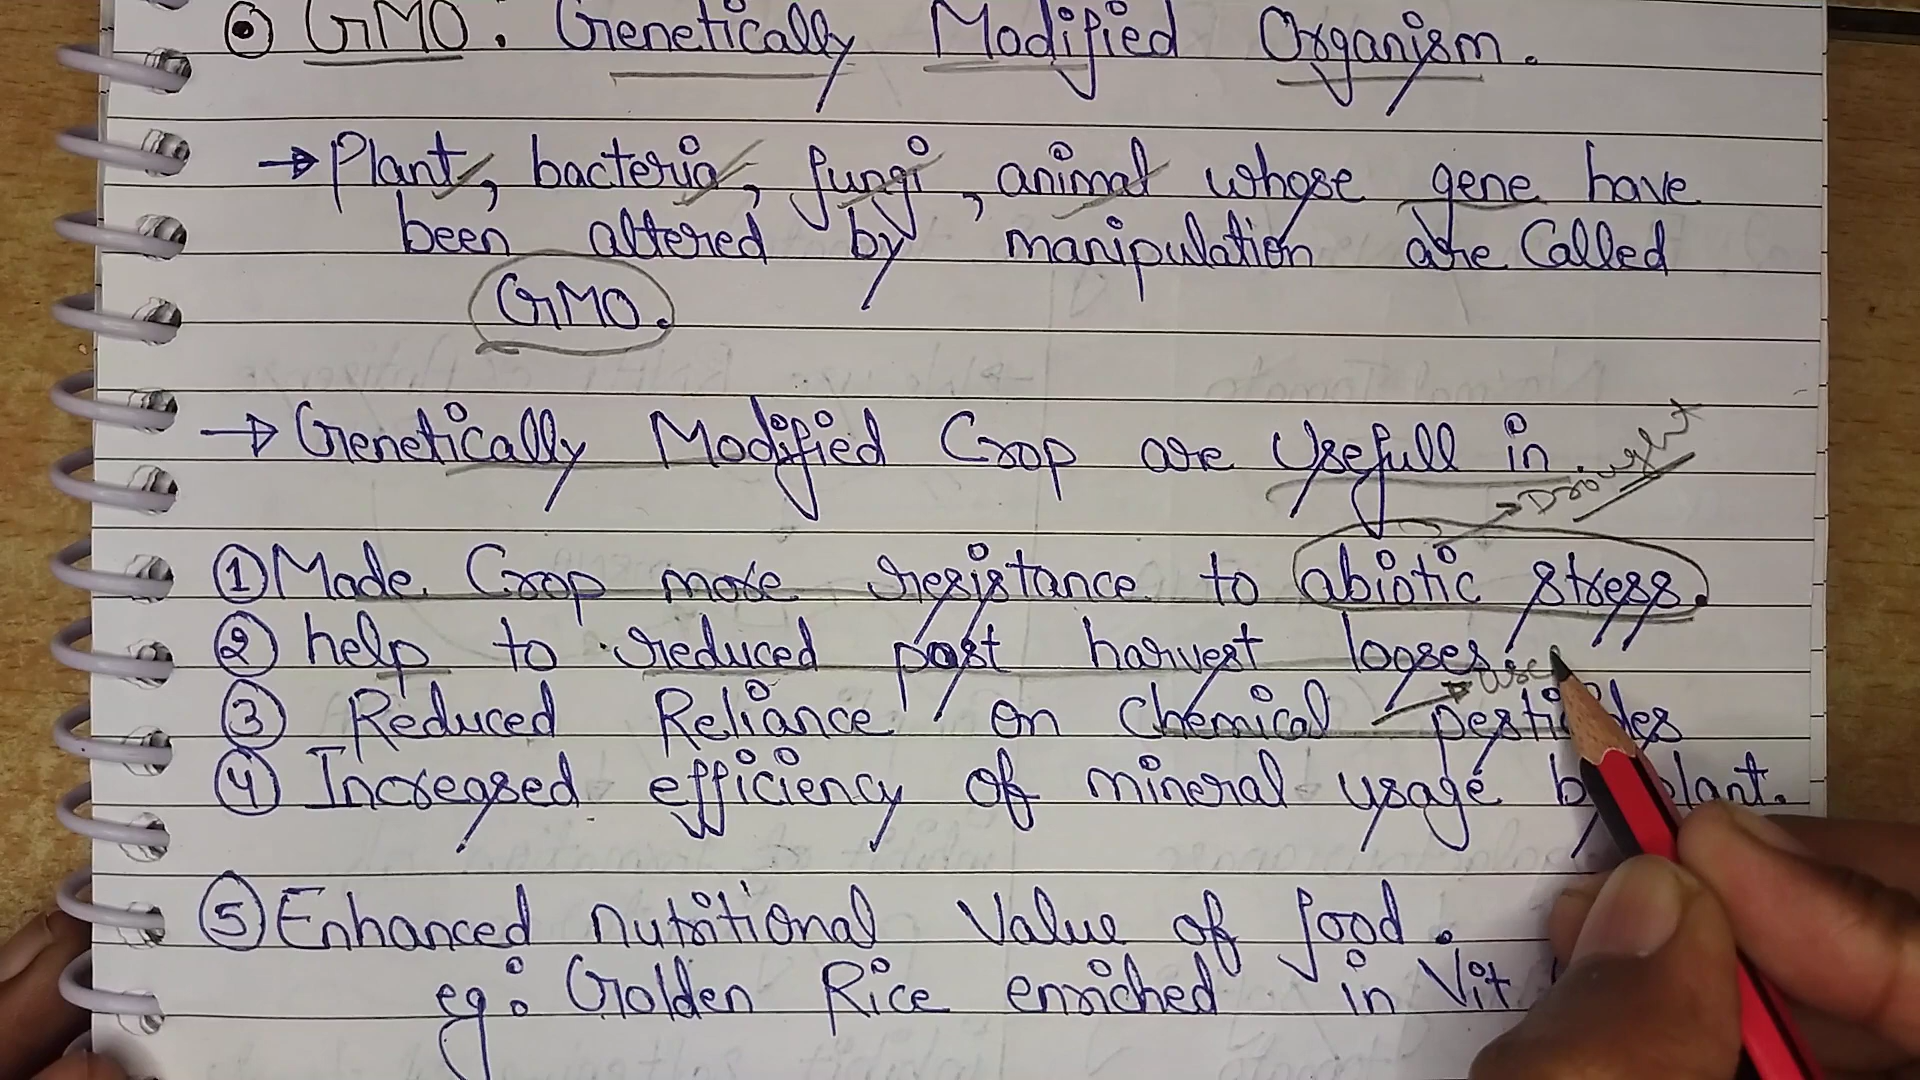 GMO. Genetically Modified Organism.
→ Plant, bacteria, fungi, animal whose gene have
been altered by manipulation are Called
GMO.
→ Genetically Modified Crop are Usefull in.
→ Drought
① Made Crop more resistance to abiotic stress.
② help to reduced post harvest looses
③ Reduced Reliance on Chemical pesticides
④ Increased efficiency of mineral usage by plant.
⑤ Enhanced nutritional Value of food.
eg: Golden Rice enriched in Vit